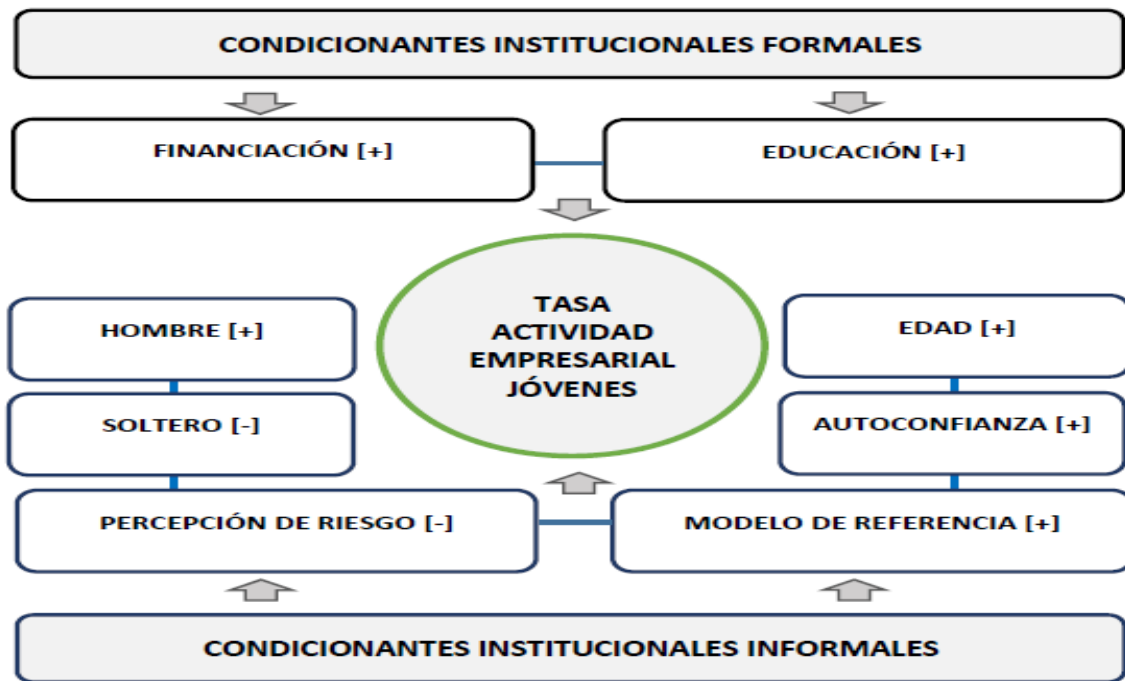 CONDICIONANTES INSTITUCIONALES FORMALES
FINANCIACIÓN [+]
EDUCACIÓN [+]
TASA
ACTIVIDAD
EMPRESARIAL
JÓVENES
HOMBRE [+]
EDAD [+]
SOLTERO [-]
AUTOCONFIANZA [+]
PERCEPCIÓN DE RIESGO [-]
MODELO DE REFERENCIA [+]
CONDICIONANTES INSTITUCIONALES INFORMALES